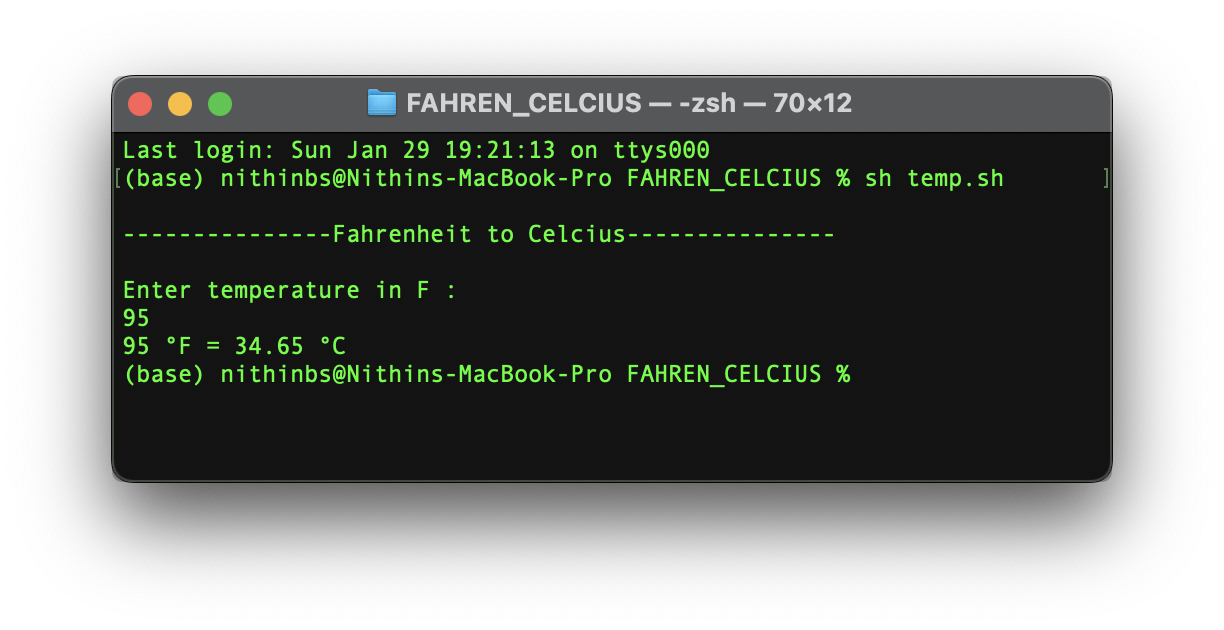 FAHREN_CELCIUS — -zsh — 70×12
Last login: Sun Jan 29 19:21:13 on ttys000
[(base) nithinbs@Nithins-MacBook-Pro FAHREN_CELCIUS % sh temp.sh ]
---------------Fahrenheit to Celcius---------------
Enter temperature in F :
95
95 °F = 34.65 °C
(base) nithinbs@Nithins-MacBook-Pro FAHREN_CELCIUS %